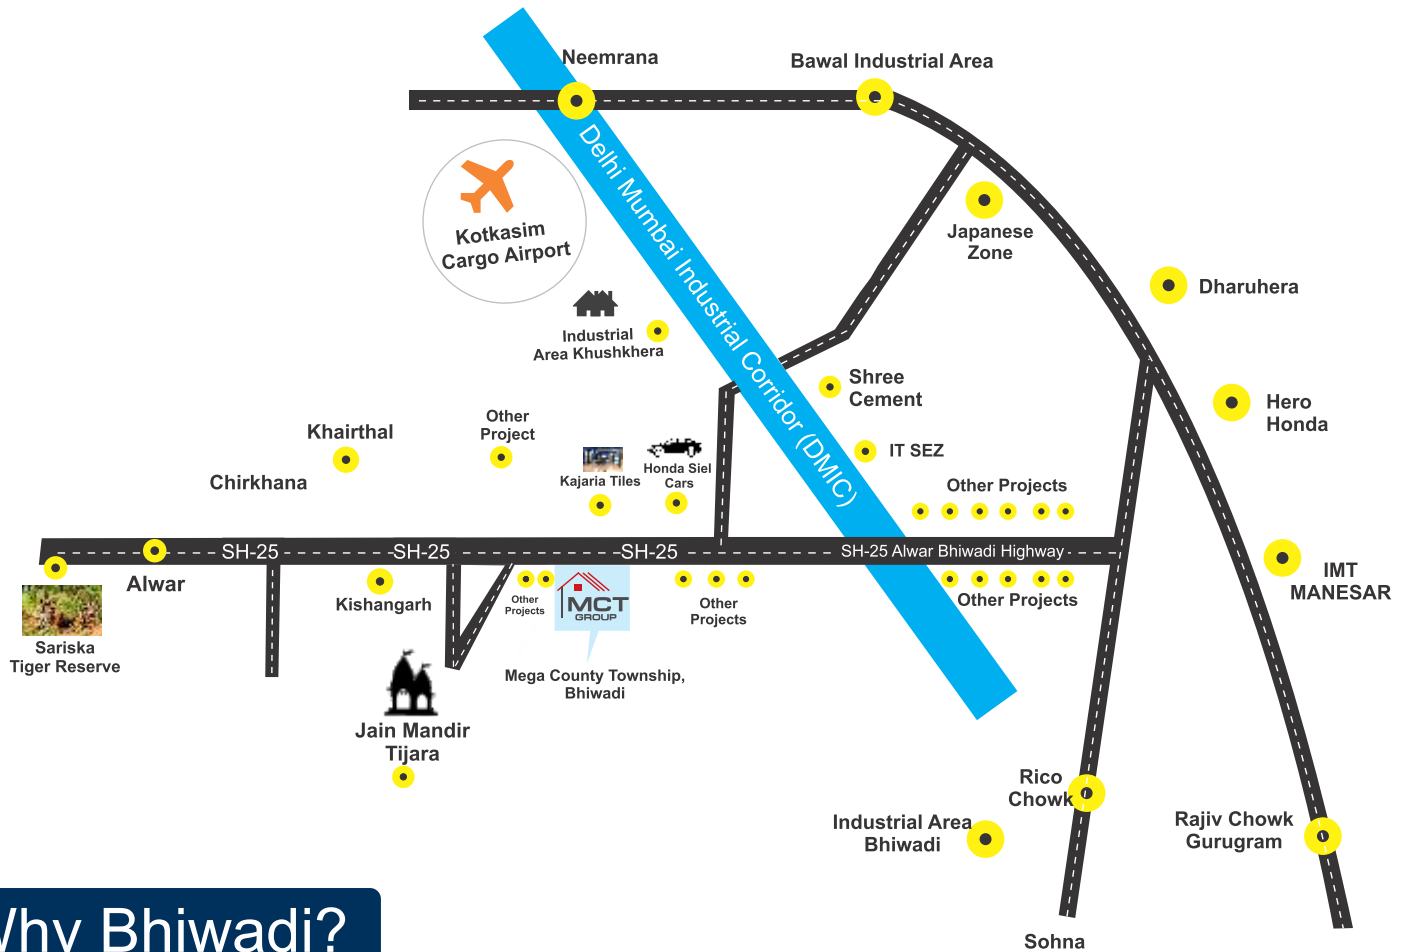 Neemrana
Bawal Industrial Area
Delhi Mumbai Industrial Corridor (DMIC)
Kotkasim
Cargo Airport
Japanese
Zone
Dharuhera
Industrial
Area Khushkhera
Shree
Cement
Hero
Honda
Other
Project
Khairthal
Chirkhana
Kajaria Tiles
Honda Siel
Cars
IT SEZ
Other Projects
SH-25
SH-25
SH-25
SH-25 Alwar Bhiwadi Highway
Alwar
Kishangarh
Other
Projects
MCT
GROUP
Other
Projects
Other Projects
IMT
MANESAR
Sariska
Tiger Reserve
Mega County Township,
Bhiwadi
Jain Mandir
Tijara
Rico
Chowk
Industrial Area
Bhiwadi
Rajiv Chowk
Gurugram
Why Bhiwadi?
Sohna